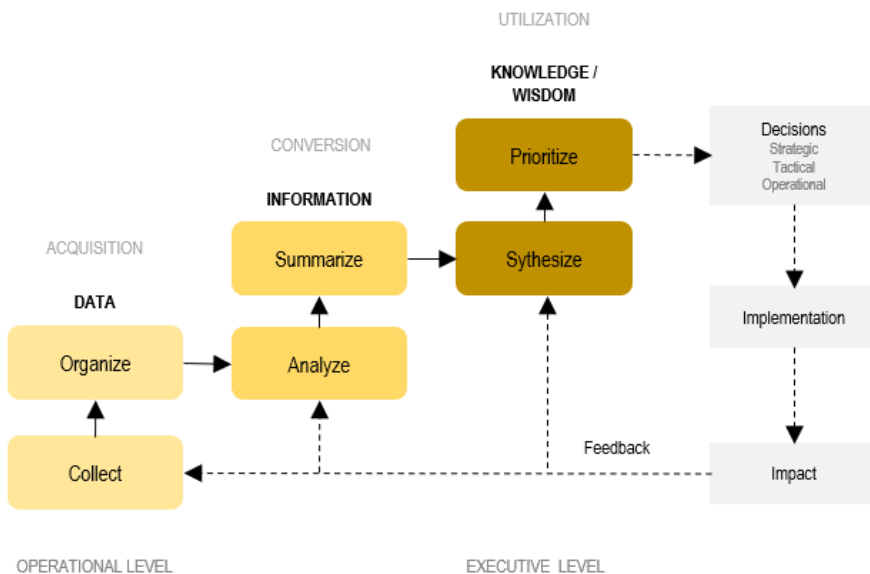 UTILIZATION
KNOWLEDGE /
WISDOM
Prioritize
Decisions
Strategic
Tactical
Operational
CONVERSION
INFORMATION
Summarize
Sythesize
ACQUISITION
DATA
Organize
Analyze
Implementation
Collect
Feedback
Impact
OPERATIONAL LEVEL
EXECUTIVE LEVEL